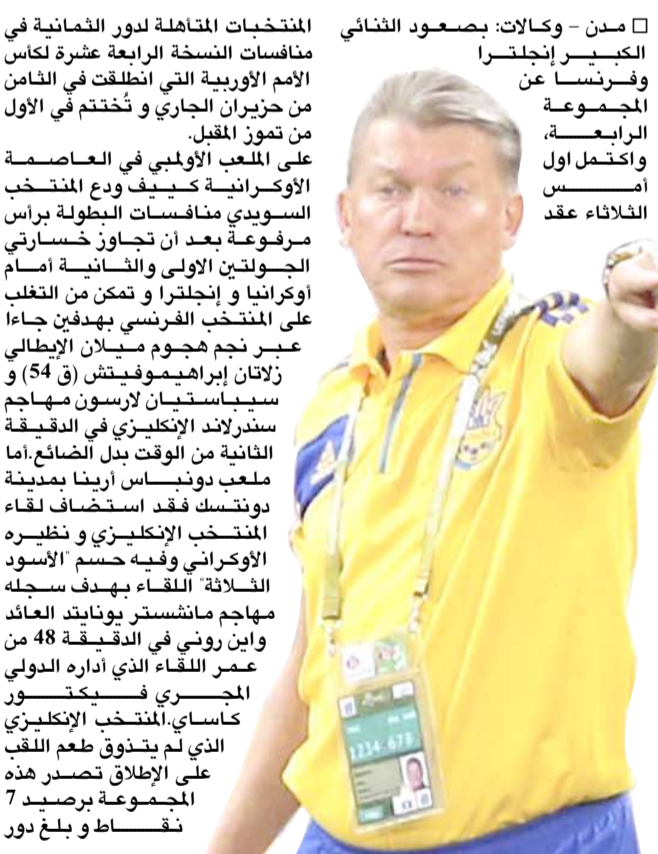 □ مدن - وكالات: بصعود الثنائي
الكبير إنجلترا
وفرنسا عن
المجموعة
الرابعة،
واكتمل اول
أمس
الثلاثاء عقد
المنتخبات المتأهلة لدور الثمانية في
منافسات النسخة الرابعة عشرة لكأس
الأمم الأوربية التي انطلقت في الثامن
من حزيران الجاري و تُختتم في الأول
من تموز المقبل.
على الملعب الأولمبي في العاصمة
الأوكرانية كييف ودع المنتخب
السويدي منافسات البطولة برأس
مرفوعة بعد أن تجاوز خسارتي
الجولتين الاولى والثانية أمام
أوكرانيا و إنجلترا و تمكن من التغلب
على المنتخب الفرنسي بهدفين جاءا
عبر نجم هجوم ميلان الإيطالي
زلاتان إبراهيموفيتش (ق 54) و
سيباستيان لارسون مهاجم
سندرلاند الإنكليزي في الدقيقة
الثانية من الوقت بدل الضائع.أما
ملعب دونباس أرينا بمدينة
دونتسك فقد استضاف لقاء
المنتخب الإنكليزي و نظيره
الأوكراني وفيه حسم "الأسود
الثلاثة" اللقاء بهدف سجله
مهاجم مانشستر يونايتد العائد
واين روني في الدقيقة 48 من
عمر اللقاء الذي أداره الدولي
المجري فيكتور
كاساي.المنتخب الإنكليزي
الذي لم يتذوق طعم اللقب
على الإطلاق تصدر هذه
المجموعة برصيد 7
نقاط و بلغ دور